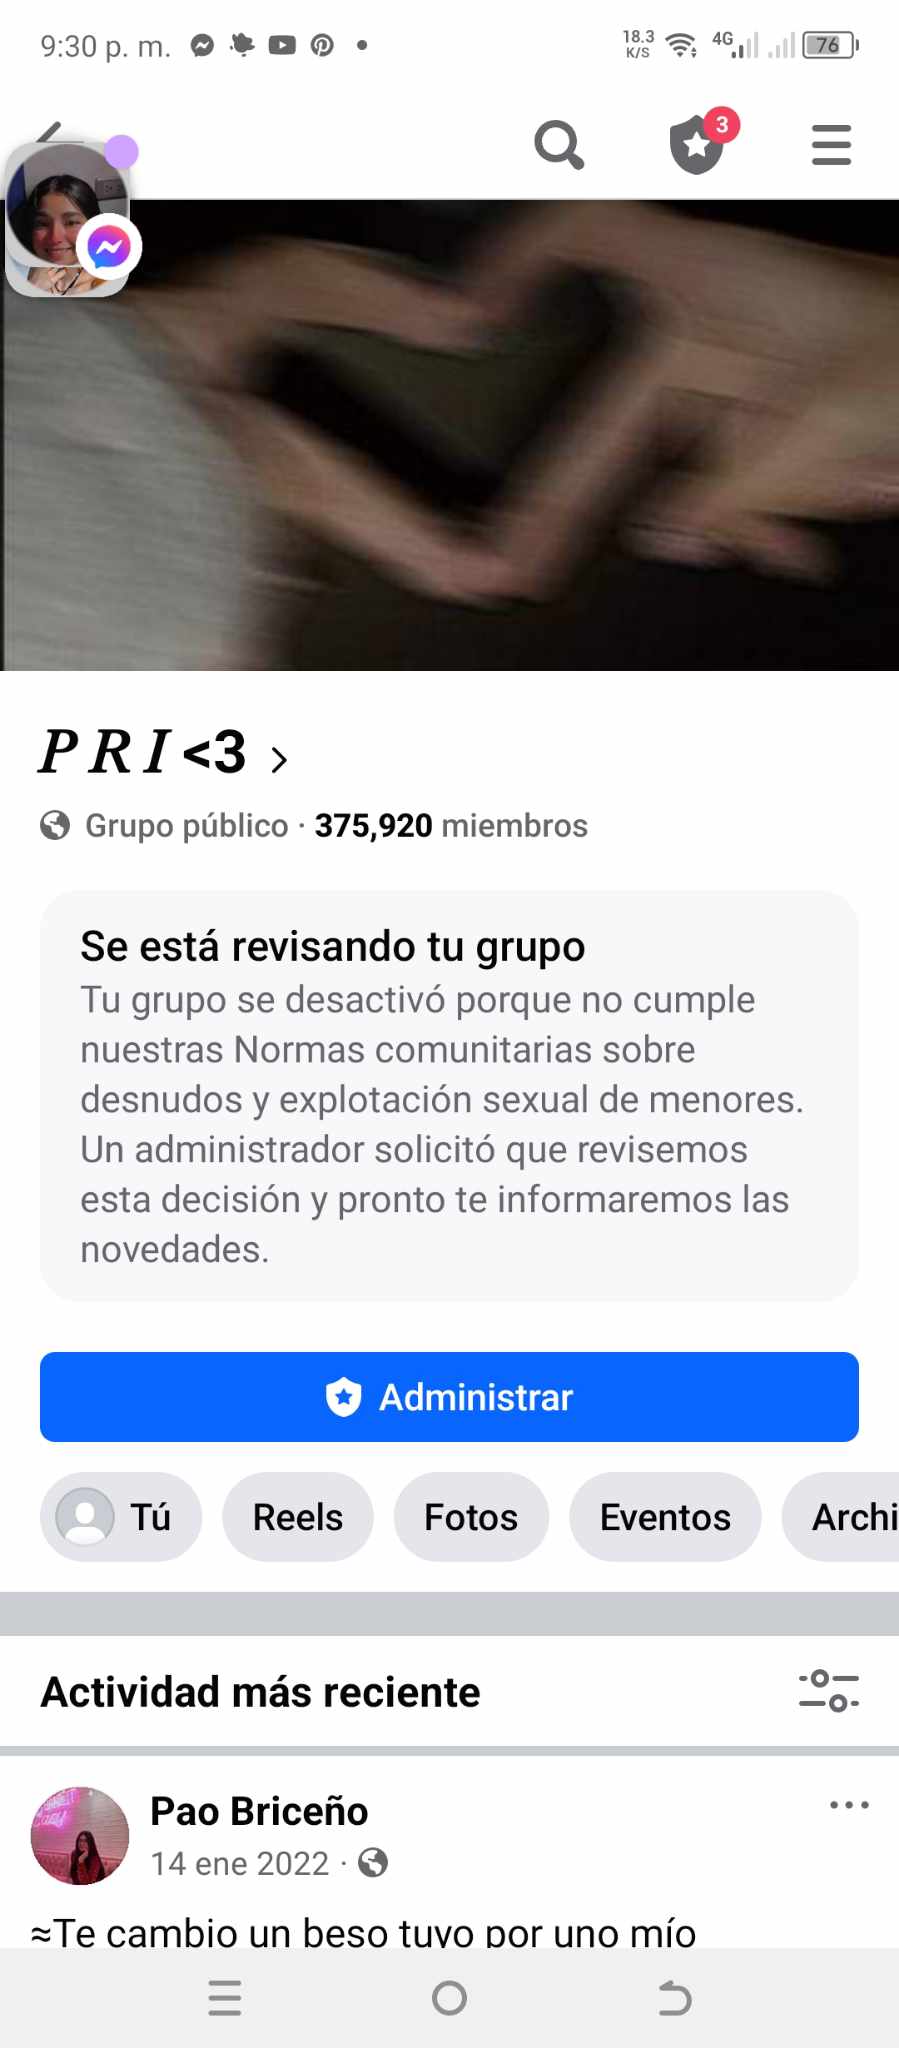 9:30 p. m.
18.3
K/S
4G
76
3
P R I <3
Grupo público · 375,920 miembros
Se está revisando tu grupo
Tu grupo se desactivó porque no cumple
nuestras Normas comunitarias sobre
desnudos y explotación sexual de menores.
Un administrador solicitó que revisemos
esta decisión y pronto te informaremos las
novedades.
Administrar
Tú
Reels
Fotos
Eventos
Archi
Actividad más reciente
Pao Briceño
14 ene 2022 ·
≈Te cambio un beso tuyo por uno mío